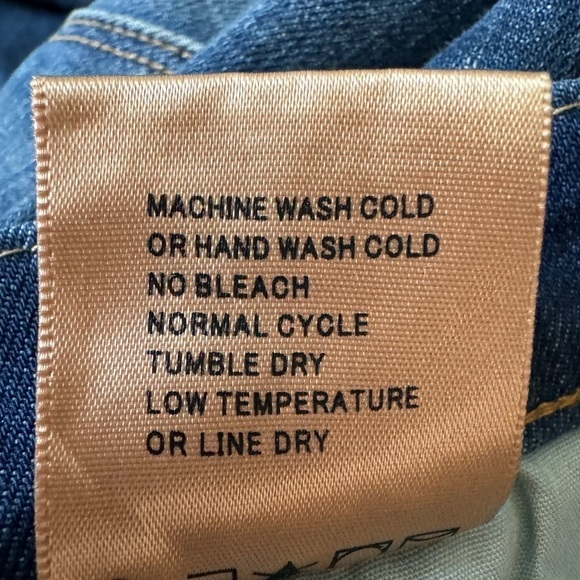 MACHINE WASH COLD
OR HAND WASH COLD
NO BLEACH
NORMAL CYCLE
TUMBLE DRY
LOW TEMPERATURE
OR LINE DRY